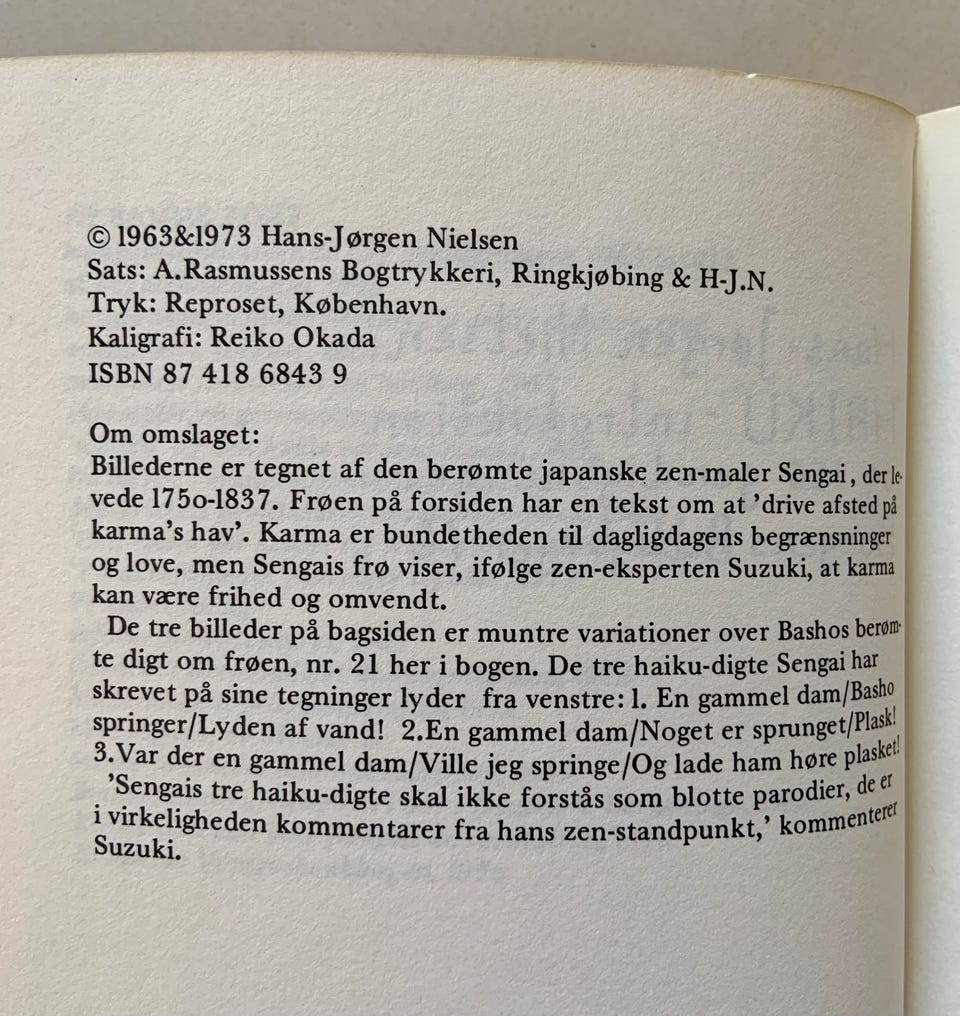 © 1963&1973 Hans-Jørgen Nielsen
Sats: A.Rasmussens Bogtrykkeri, Ringkjøbing & H-J.N.
Tryk: Reproset, København.
Kaligrafi: Reiko Okada
ISBN 87 418 6843 9
Om omslaget:
Billederne er tegnet af den berømte japanske zen-maler Sengai, der le-
vede 175o-1837. Frøen på forsiden har en tekst om at 'drive afsted på
karma's hav'. Karma er bundetheden til dagligdagens begrænsninger
og love, men Sengais frø viser, ifølge zen-eksperten Suzuki, at karma
kan være frihed og omvendt.
De tre billeder på bagsiden er muntre variationer over Bashos berøm-
te digt om frøen, nr. 21 her i bogen. De tre haiku-digte Sengai har
skrevet på sine tegninger lyder fra venstre: 1. En gammel dam/Basho
springer/Lyden af vand! 2.En gammel dam/Noget er sprunget/Plask!
3.Var der en gammel dam/Ville jeg springe/Og lade ham høre plasket!
'Sengais tre haiku-digte skal ikke forstås som blotte parodier, de er
i virkeligheden kommentarer fra hans zen-standpunkt,' kommenterer
Suzuki.